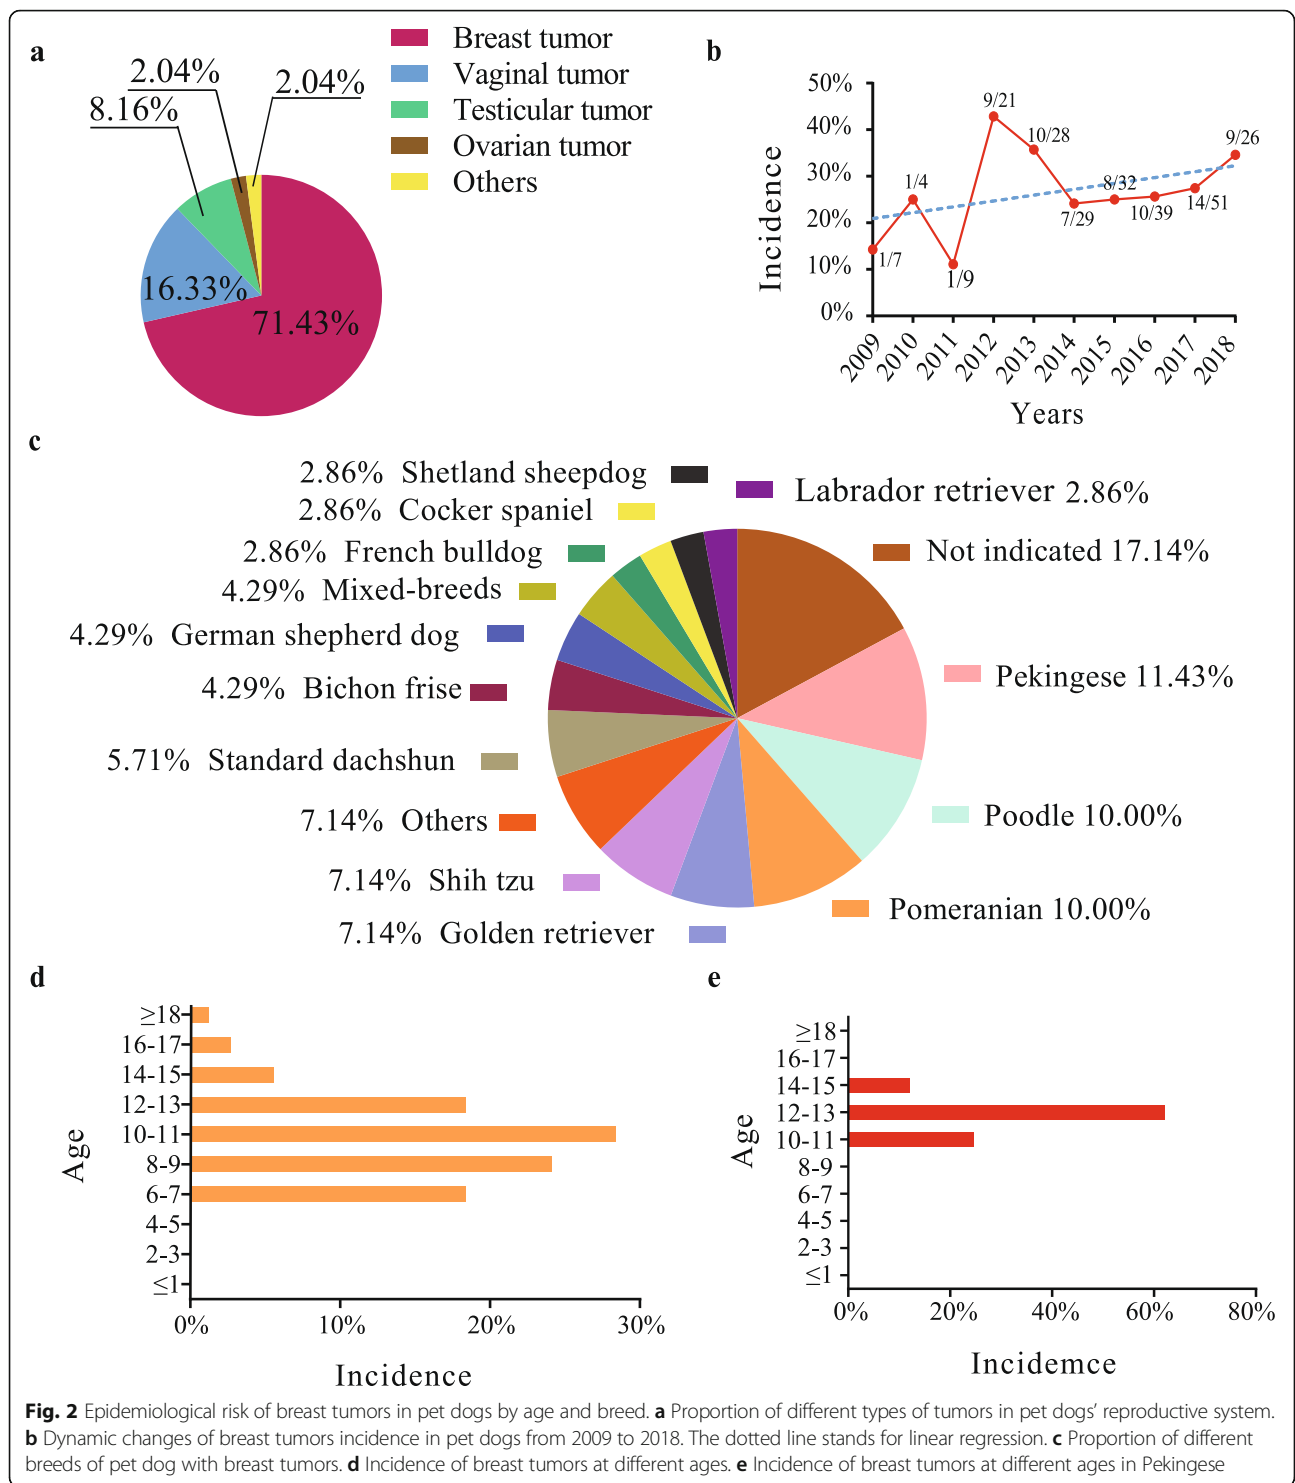 a
2.04%
2.04%
8.16%
16.33%
71.43%
Breast tumor
Vaginal tumor
Testicular tumor
Ovarian tumor
Others
b
50%
40%
30%
20%
10%
0%
Incidence
1/7
1/4
1/9
9/21
10/28
7/29
8/32
10/39
14/51
9/26
2009
2010
2011
2012
2013
2014
2015
2016
2017
2018
Years
c
2.86% Shetland sheepdog
2.86% Cocker spaniel
2.86% French bulldog
4.29% Mixed-breeds
4.29% German shepherd dog
4.29% Bichon frise
5.71% Standard dachshun
7.14% Others
7.14% Shih tzu
7.14% Golden retriever
Labrador retriever 2.86%
Not indicated 17.14%
Pekingese 11.43%
Poodle 10.00%
Pomeranian 10.00%
d
≥18
16-17
14-15
12-13
10-11
8-9
6-7
4-5
2-3
≤1
Age
0%
10%
20%
30%
Incidence
e
≥18
16-17
14-15
12-13
10-11
8-9
6-7
4-5
2-3
≤1
Age
0%
20%
40%
60%
80%
Incidemce
Fig. 2 Epidemiological risk of breast tumors in pet dogs by age and breed. a Proportion of different types of tumors in pet dogs' reproductive system.
b Dynamic changes of breast tumors incidence in pet dogs from 2009 to 2018. The dotted line stands for linear regression. c Proportion of different
breeds of pet dog with breast tumors. d Incidence of breast tumors at different ages. e Incidence of breast tumors at different ages in Pekingese